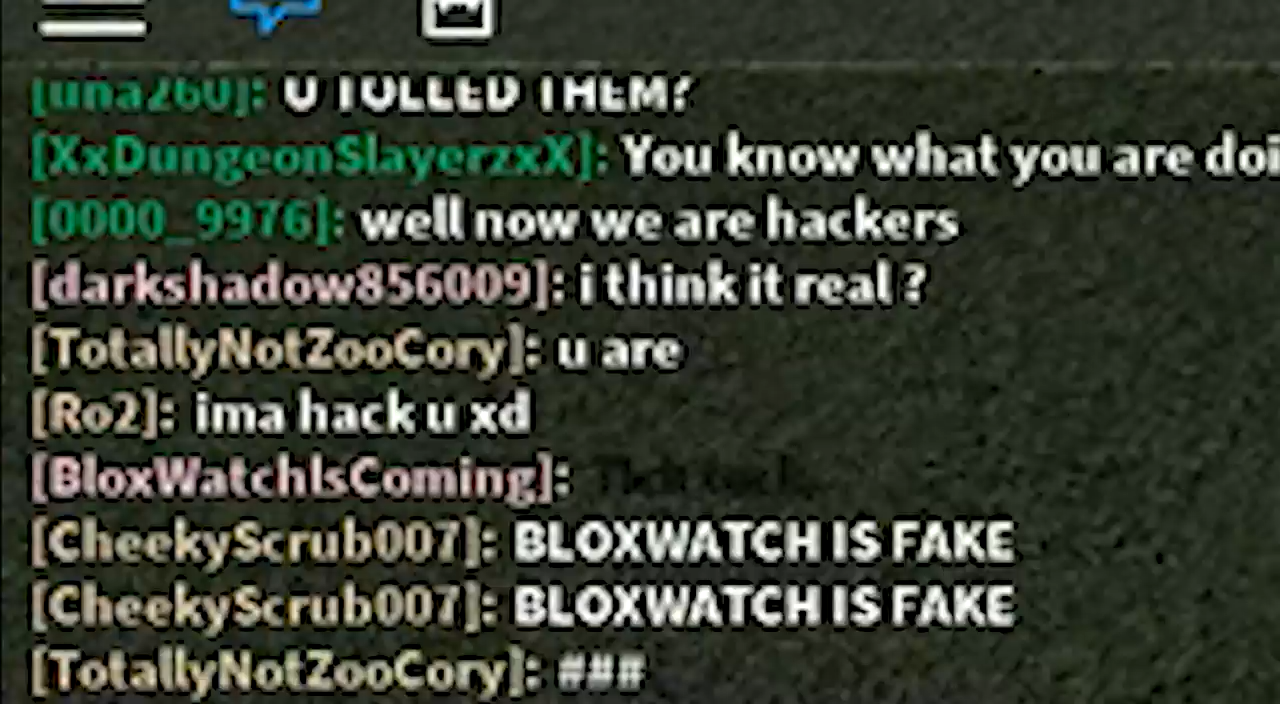 [una260]: U TOLLED THEM?
[XxDungeonSlayerzxX]: You know what you are doi
[0000_9976]: well now we are hackers
[darkshadow856009]: i think it real ?
[TotallyNotZooCory]: u are
[Ro2]: ima hack u xd
[BloxWatchIsComing]:
[CheekyScrub007]: BLOXWATCH IS FAKE
[CheekyScrub007]: BLOXWATCH IS FAKE
[TotallyNotZooCory]: ###